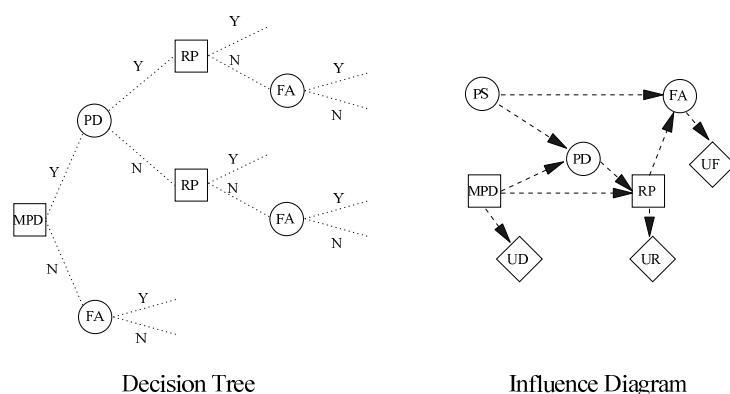 Y
RP
N
Y
FA
Y
N
PD
Y
N
RP
Y
N
FA
Y
N
MPD
N
FA
Y
N
Decision Tree
PS
FA
PD
UF
MPD
RP
UD
UR
Influence Diagram